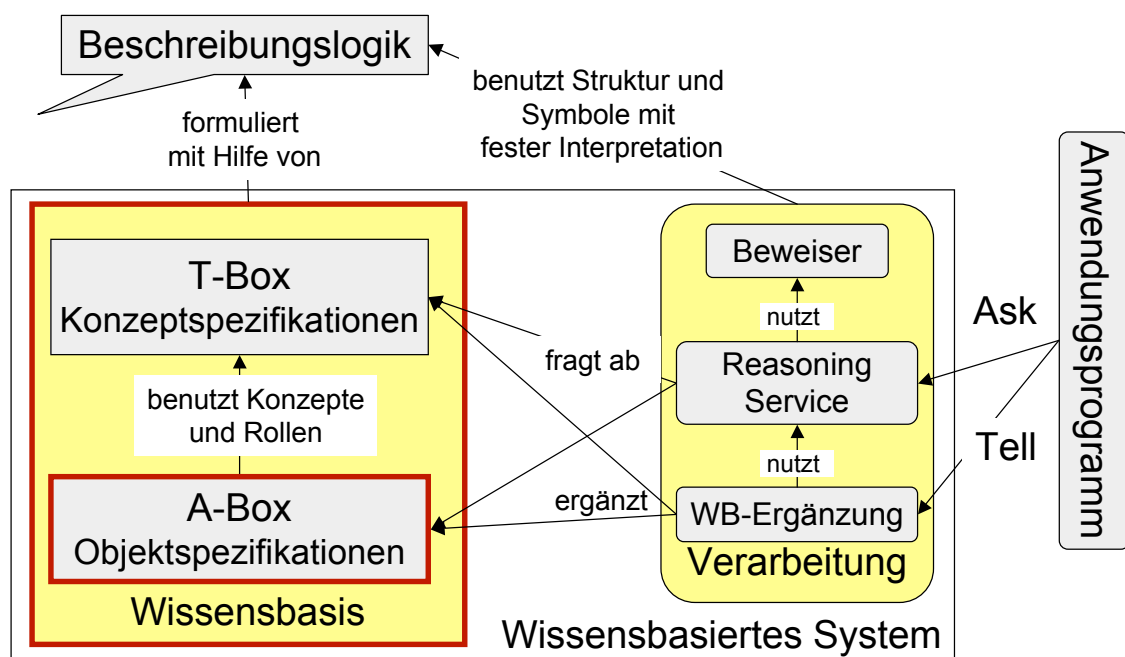 Beschreibungslogik
benutzt Struktur und
Symbole mit
fester Interpretation
formuliert
mit Hilfe von
Anwendungsprogramm
T-Box
Konzeptspezifikationen
benutzt Konzepte
und Rollen
A-Box
Objektspezifikationen
Wissensbasis
fragt ab
ergänzt
Beweiser
nutzt
Reasoning
Service
nutzt
WB-Ergänzung
Verarbeitung
Ask
Tell
Wissensbasiertes System